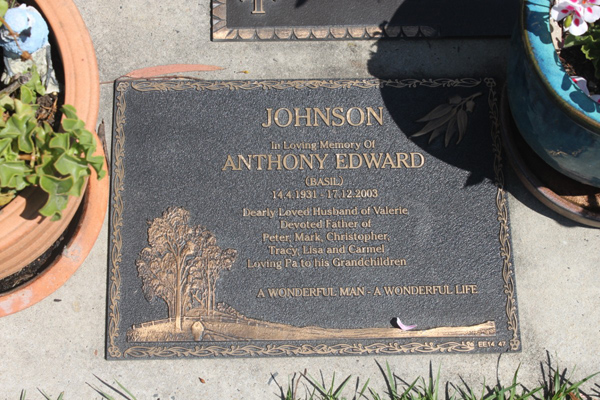 JOHNSON
In Loving Memory Of
ANTHONY EDWARD
(BASIL)
14.4.1931 - 17.12.2003
Dearly Loved Husband of Valerie,
Devoted Father of
Peter, Mark, Christopher,
Tracy, Lisa and Carmel
Loving Pa to his Grandchildren
A WONDERFUL MAN - A WONDERFUL LIFE
EE14 47